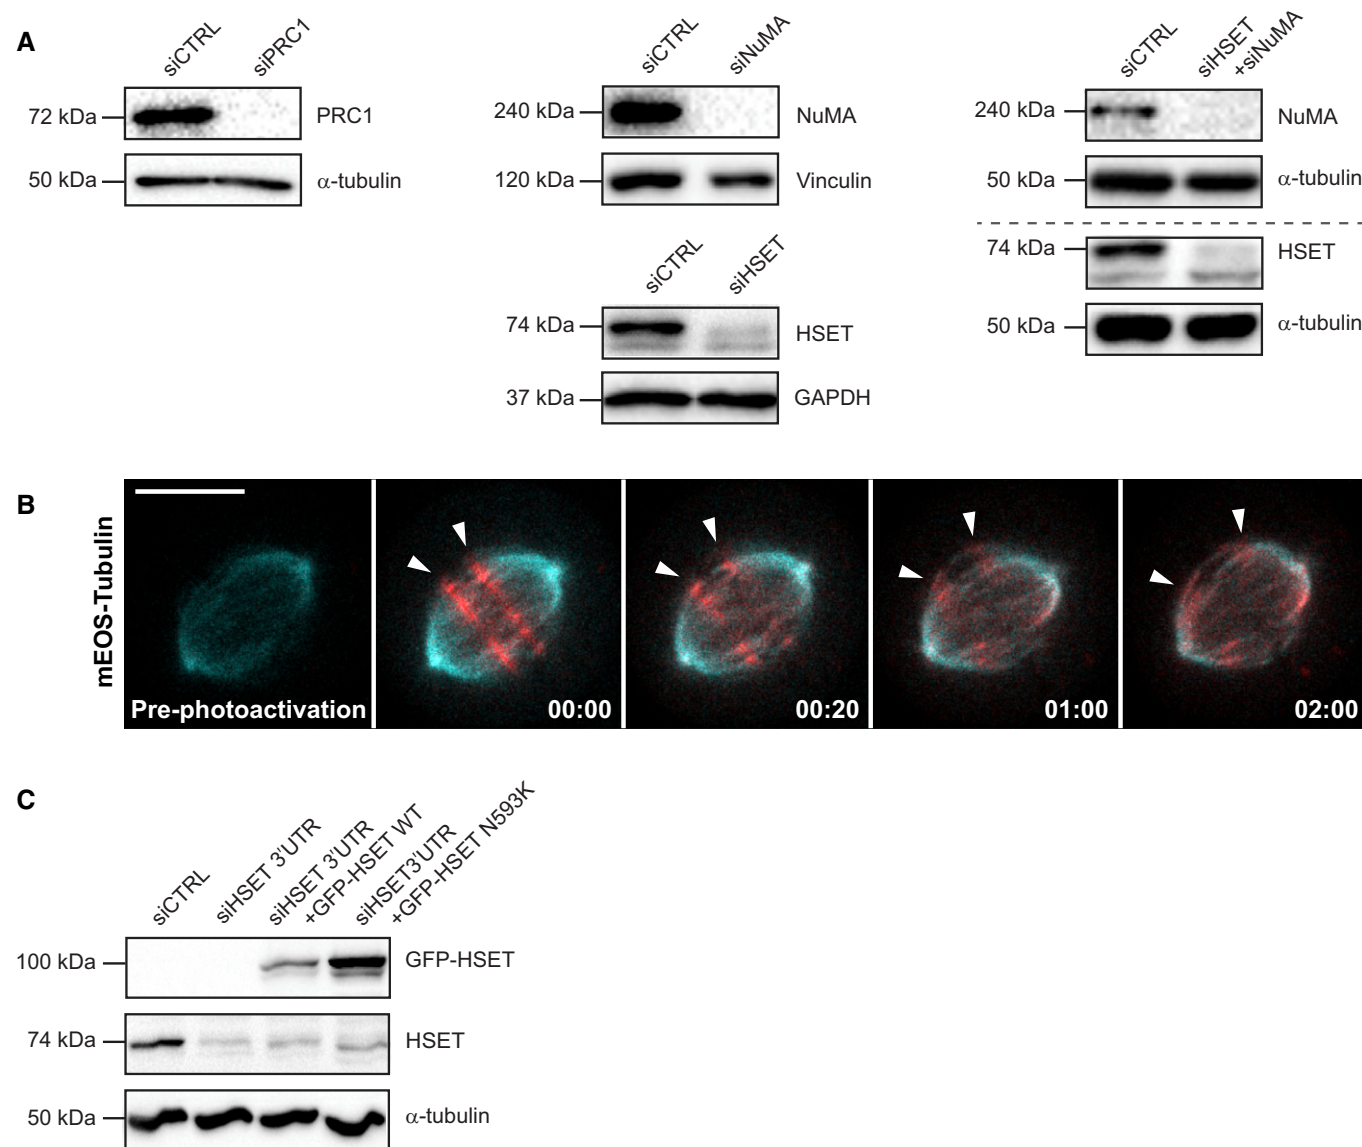 A
siCTRL
siPRC1
72 kDa
PRC1
50 kDa
α-tubulin
siCTRL
siNuMA
240 kDa
NuMA
120 kDa
Vinculin
siCTRL
siHSET
74 kDa
HSET
37 kDa
GAPDH
siCTRL
siHSET
+siNuMA
240 kDa
NuMA
50 kDa
α-tubulin
74 kDa
HSET
50 kDa
α-tubulin
B
mEOS-Tubulin
Pre-photoactivation
00:00
00:20
01:00
02:00
C
siCTRL
siHSET 3'UTR
siHSET 3'UTR
+GFP-HSET WT
siHSET3'UTR
+GFP-HSET N593K
100 kDa
GFP-HSET
74 kDa
HSET
50 kDa
α-tubulin